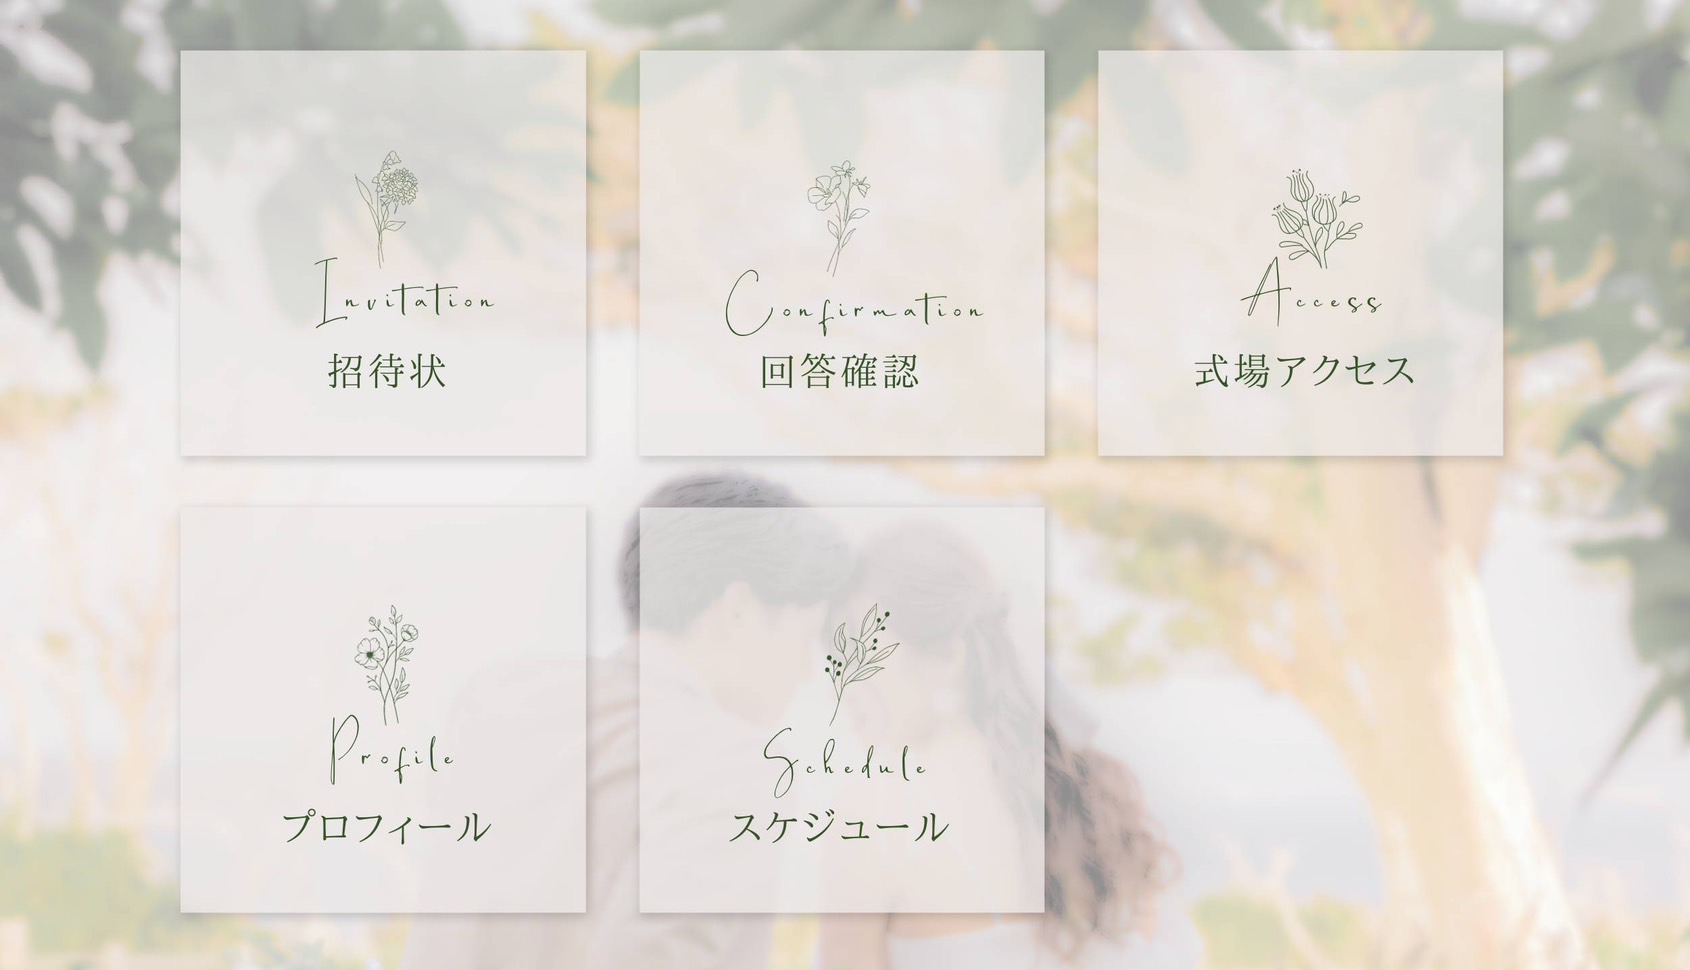 Invitation
招待状
Confirmation
回答確認
Access
式場アクセス
Profile
プロフィール
Schedule
スケジュール